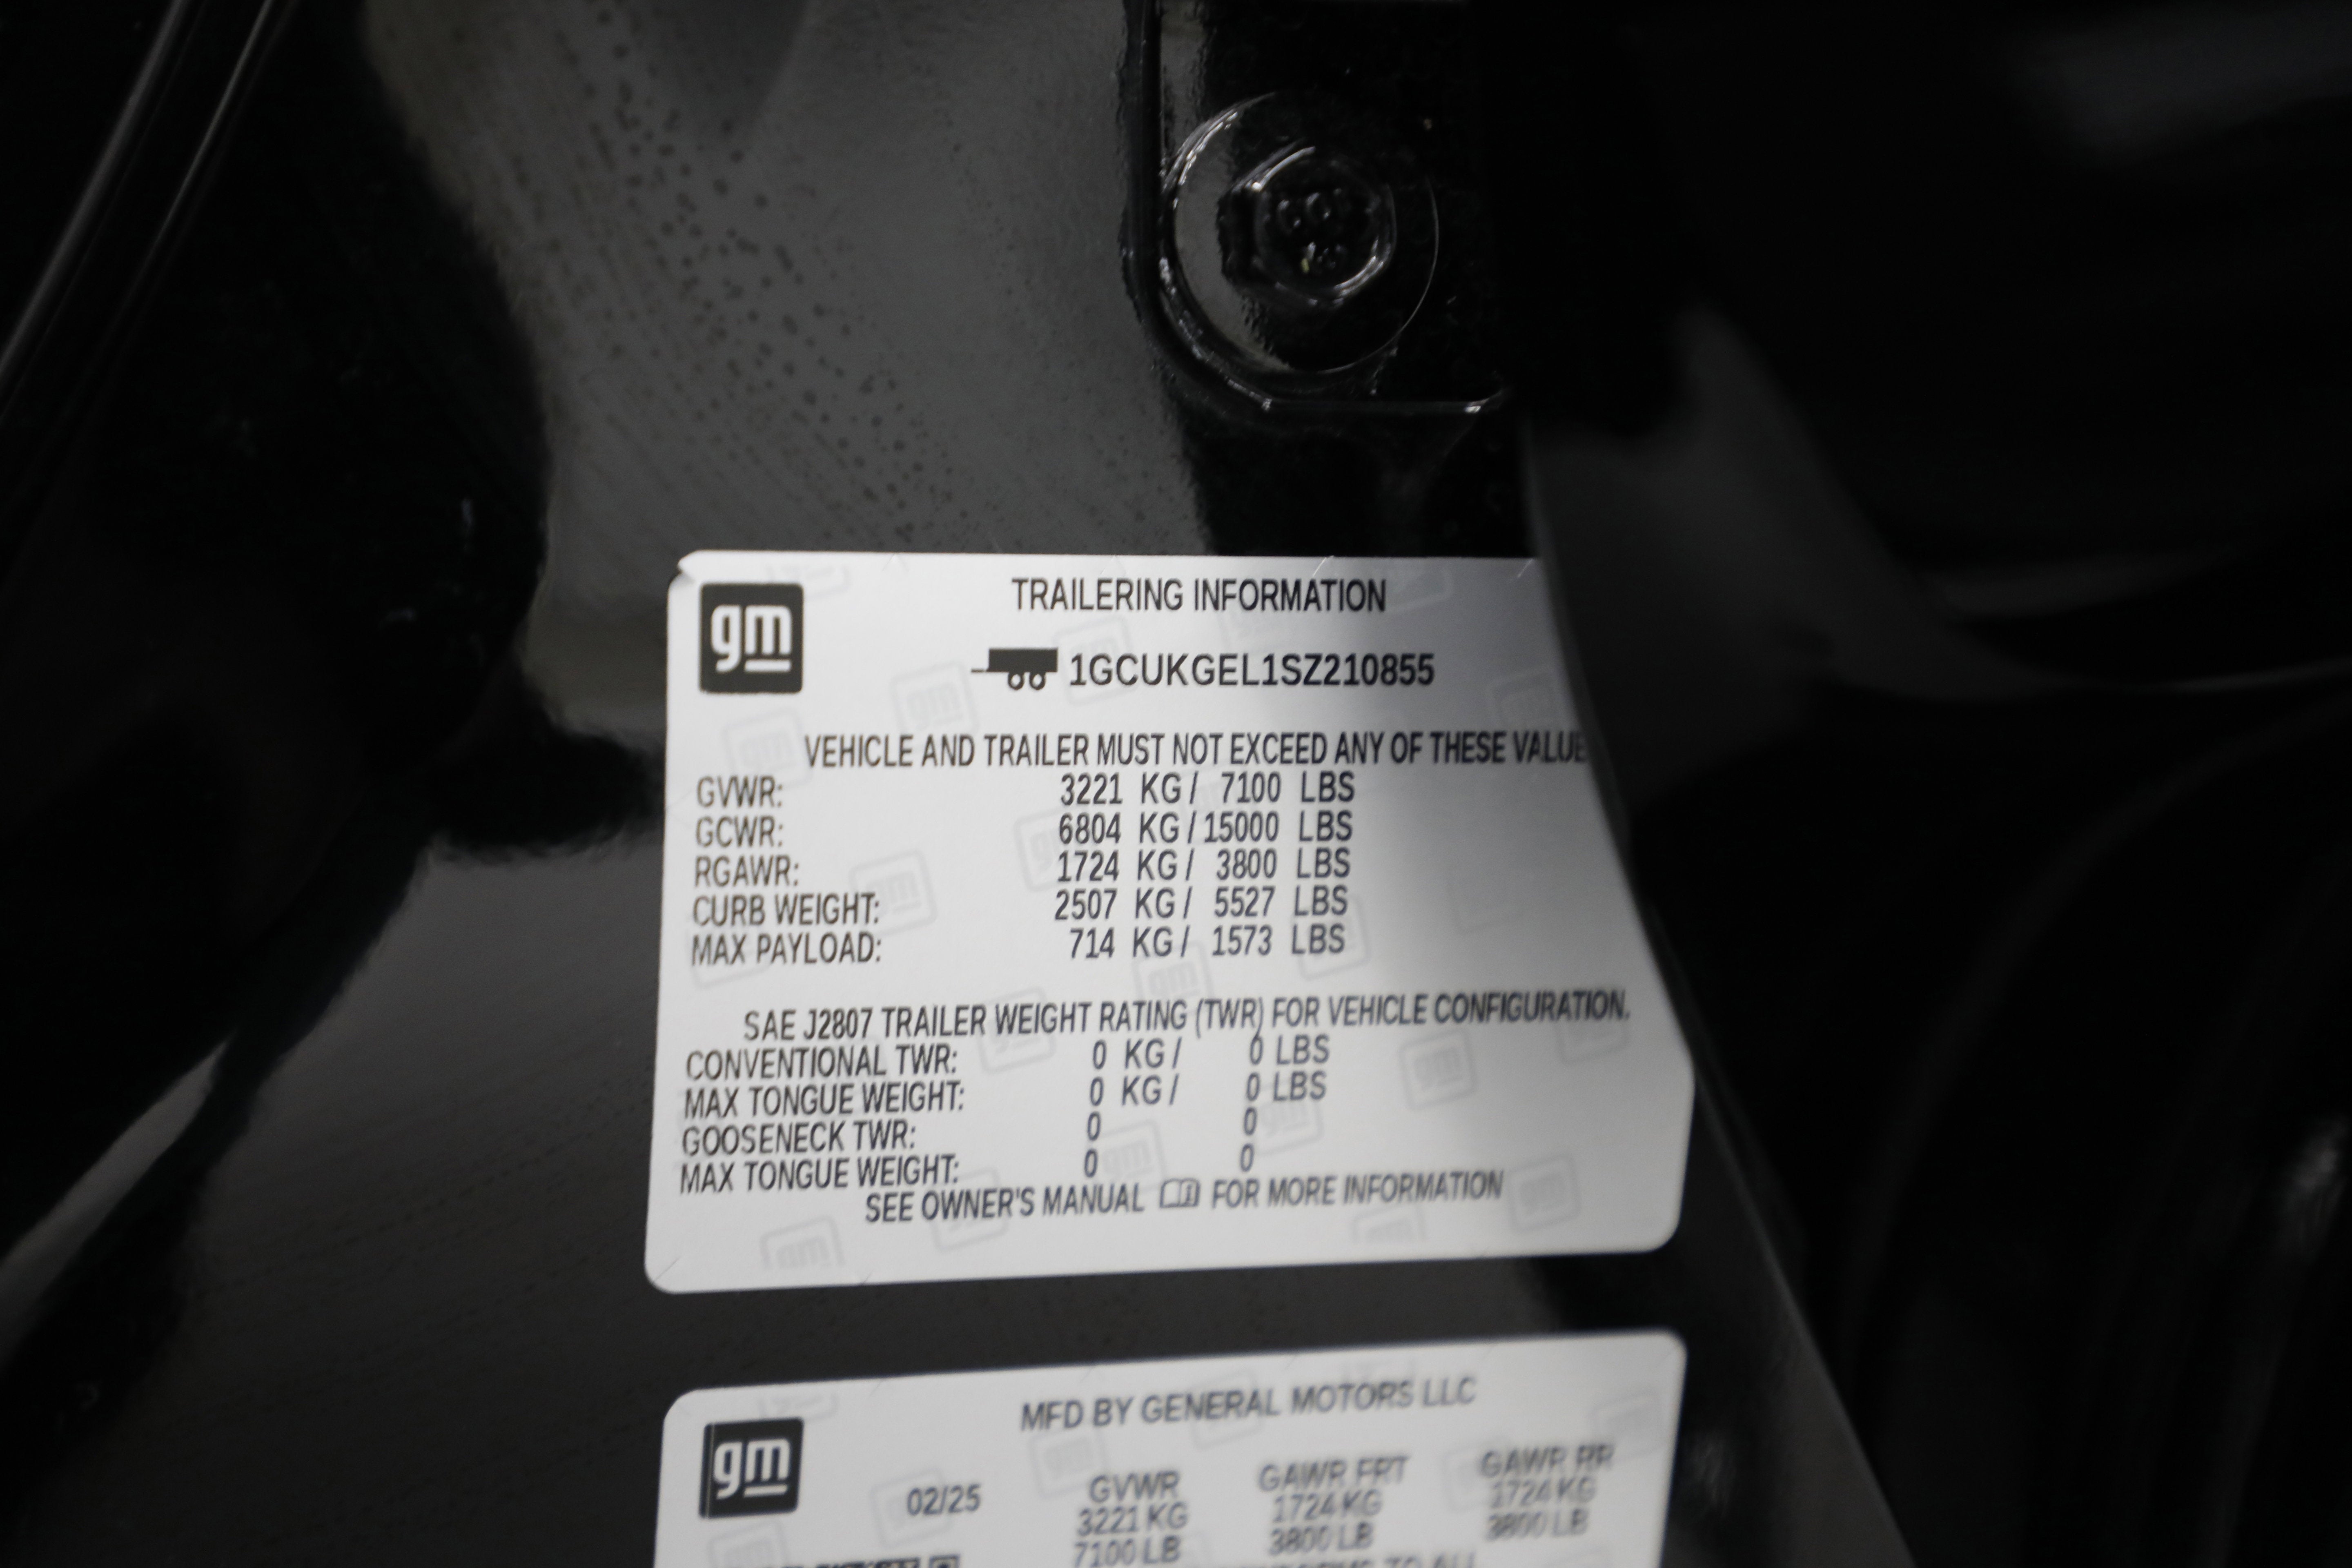 gm
TRAILERING INFORMATION
1GCUKGEL1SZ210855
VEHICLE AND TRAILER MUST NOT EXCEED ANY OF THESE VALUE
GVWR: 3221 KG / 7100 LBS
GCWR: 6804 KG / 15000 LBS
RGAWR: 1724 KG / 3800 LBS
CURB WEIGHT: 2507 KG / 5527 LBS
MAX PAYLOAD: 714 KG / 1573 LBS
SAE J2807 TRAILER WEIGHT RATING (TWR) FOR VEHICLE CONFIGURATION.
CONVENTIONAL TWR: 0 KG / 0 LBS
MAX TONGUE WEIGHT: 0 KG / 0 LBS
GOOSENECK TWR: 0 0
MAX TONGUE WEIGHT: 0 0
SEE OWNER'S MANUAL FOR MORE INFORMATION
gm
MFD BY GENERAL MOTORS LLC
02/25 GVWR GAWR FRT GAWR RR
3221 KG 1724 KG 1724 KG
7100 LB 3800 LB 3800 LB
TO ALL